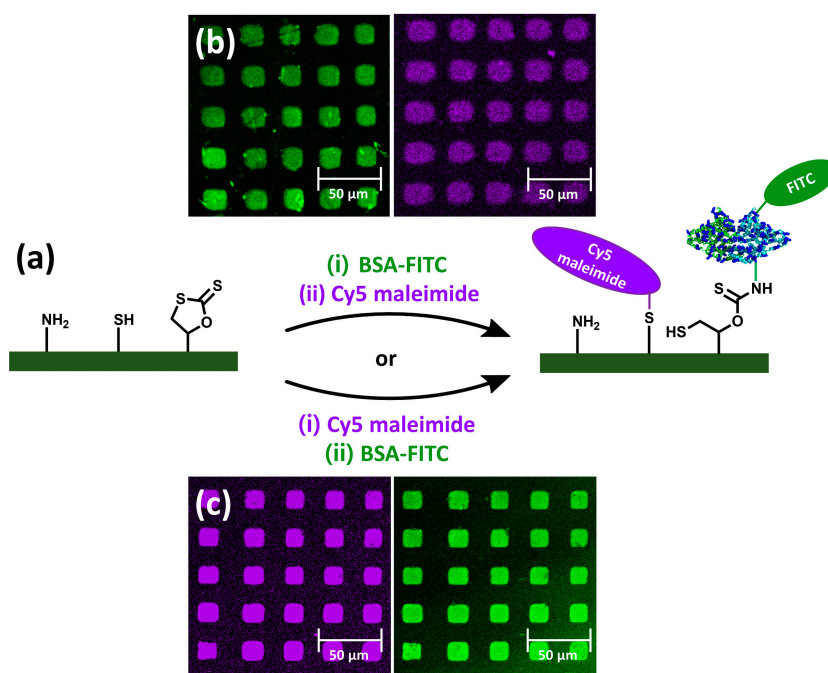 (b)
50 µm
50 µm
FITC
(a)
(i) BSA-FITC
(ii) Cy5 maleimide
Cy5
maleimide
S
S
O
NH₂
SH
or
S
NH
S
O
HS
NH₂
(i) Cy5 maleimide
(ii) BSA-FITC
(c)
50 µm
50 µm